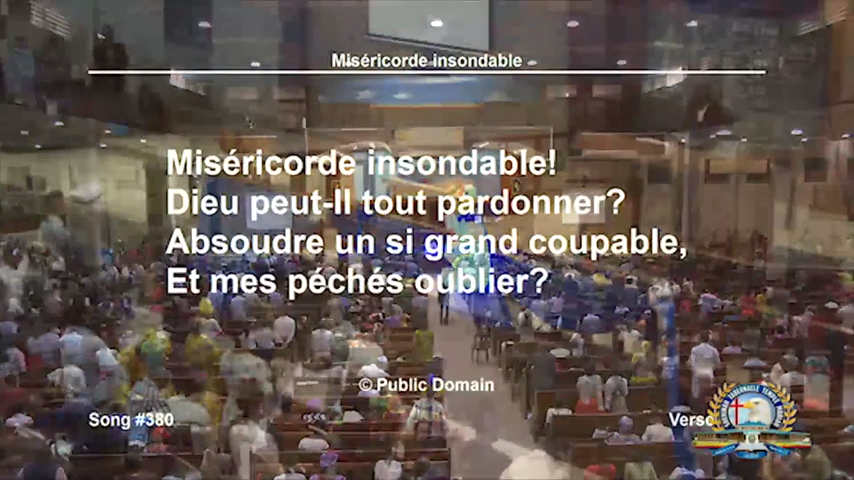 Miséricorde insondable
Miséricorde insondable!
Dieu peut-Il tout pardonner?
Absoudre un si grand coupable,
Et mes péchés oublier?
© Public Domain
Song #380
Verse